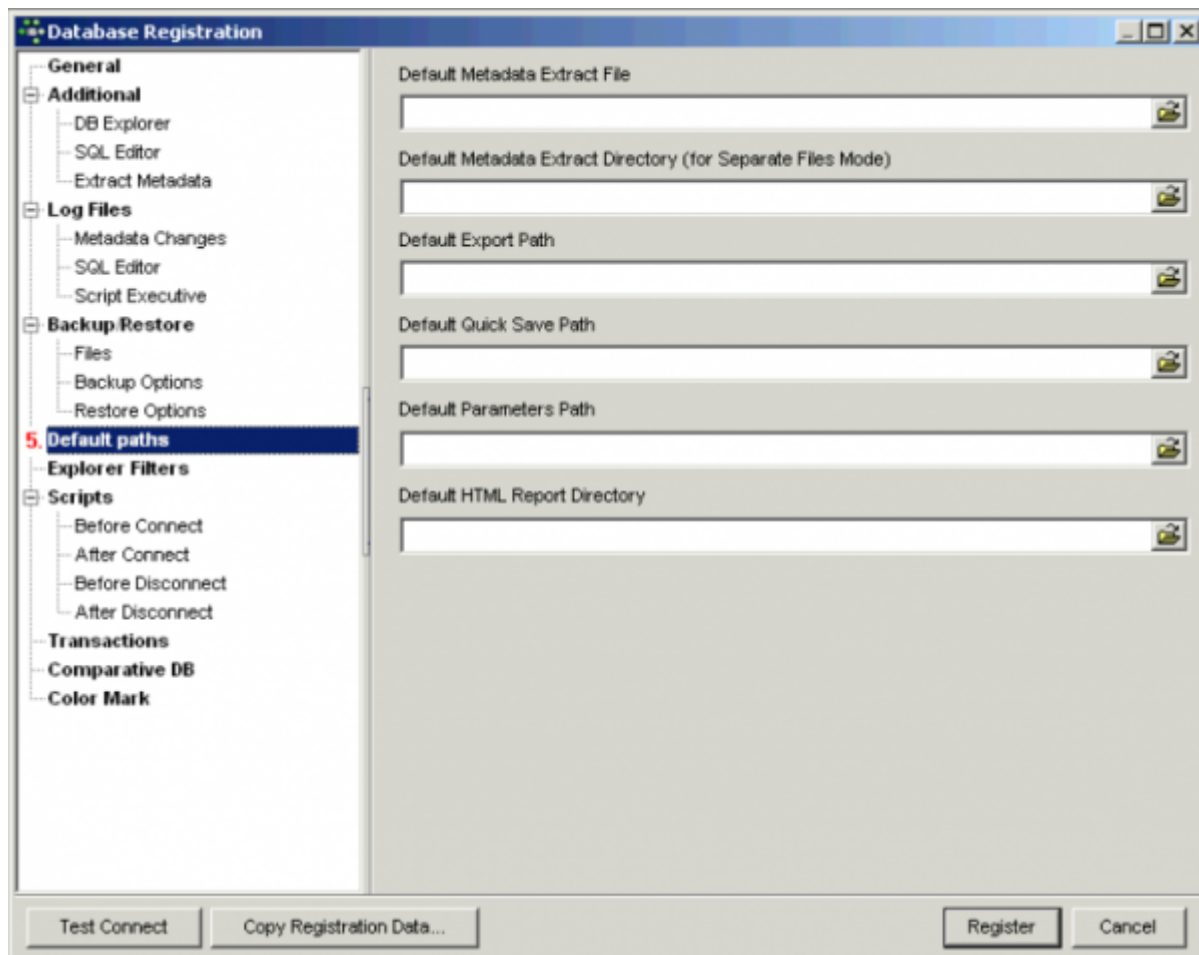 Database Registration
General
Additional
DB Explorer
SQL Editor
Extract Metadata
Log Files
Metadata Changes
SQL Editor
Script Executive
Backup/Restore
Files
Backup Options
Restore Options
5. Default paths
Explorer Filters
Scripts
Before Connect
After Connect
Before Disconnect
After Disconnect
Transactions
Comparative DB
Color Mark
Default Metadata Extract File
Default Metadata Extract Directory (for Separate Files Mode)
Default Export Path
Default Quick Save Path
Default Parameters Path
Default HTML Report Directory
Test Connect
Copy Registration Data...
Register
Cancel